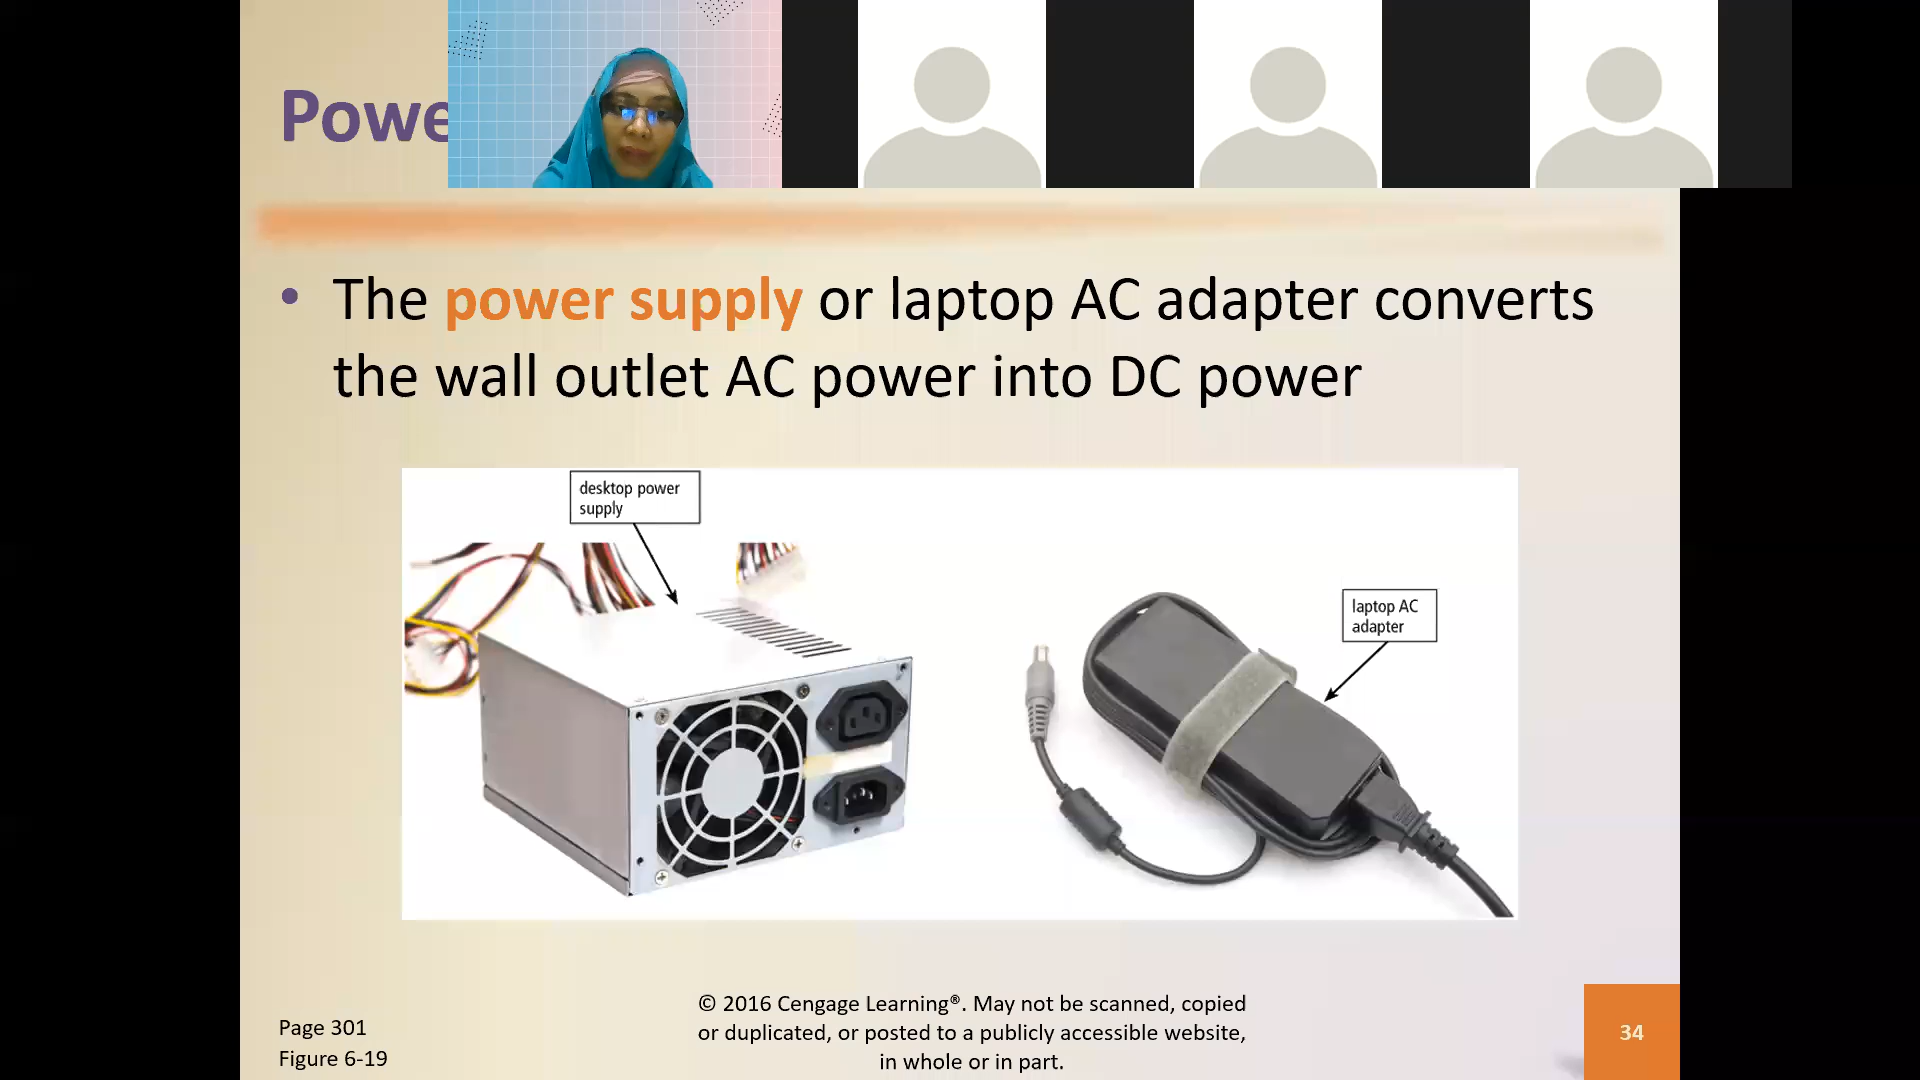 Powe
The power supply or laptop AC adapter converts
the wall outlet AC power into DC power
desktop power
supply
laptop AC
adapter
Page 301
Figure 6-19
© 2016 Cengage Learning®. May not be scanned, copied
or duplicated, or posted to a publicly accessible website,
in whole or in part.
34